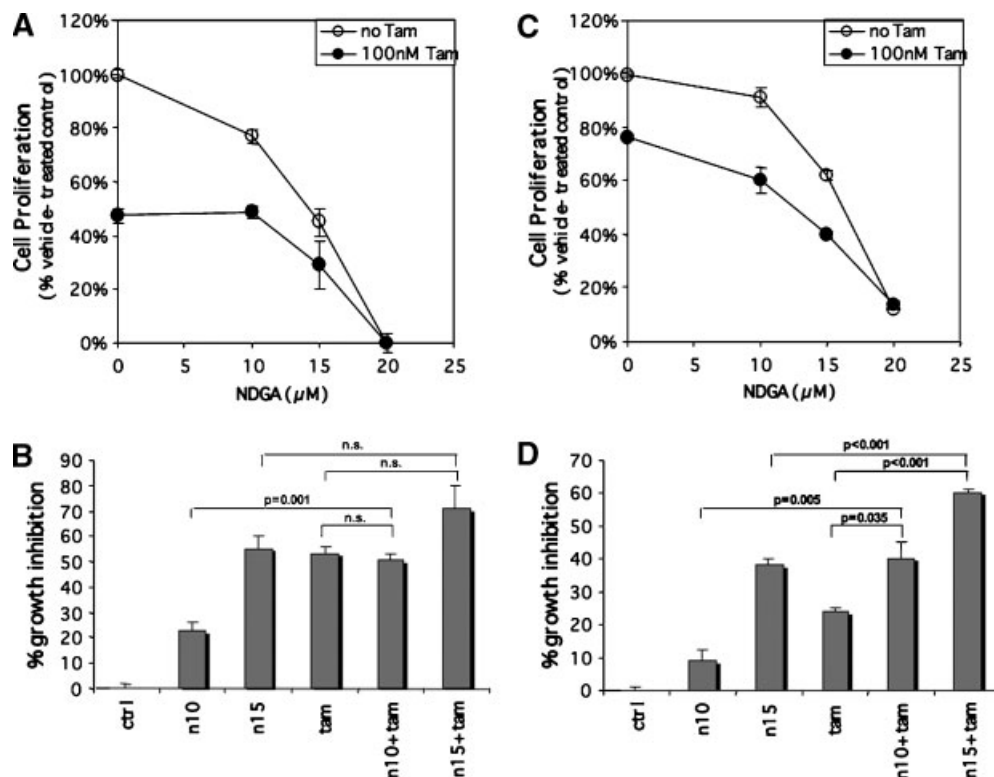 A
120%
100%
80%
60%
40%
20%
0%
Cell Proliferation
(% vehicle- treated control)
no Tam
100nM Tam
0 5 10 15 20 25
NDGA (µM)
C
120%
100%
80%
60%
40%
20%
0%
Cell Proliferation
(% vehicle- treated control)
no Tam
100nM Tam
0 5 10 15 20 25
NDGA (µM)
B
90
80
70
60
50
40
30
20
10
0
% growth inhibition
n.s.
n.s.
p=0.001
n.s.
ctrl
n10
n15
tam
n10+tam
n15+tam
D
70
60
50
40
30
20
10
0
% growth inhibition
p<0.001
p<0.001
p=0.005
p=0.035
ctrl
n10
n15
tam
n10+tam
n15+tam